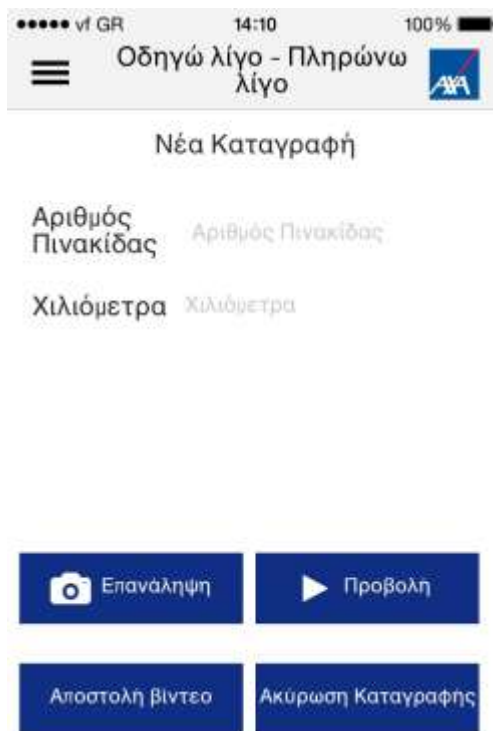 vf GR 14:10 100%
Οδηγώ λίγο - Πληρώνω
λίγο
AXA
Νέα Καταγραφή
Αριθμός
Πινακίδας
Αριθμός Πινακίδας
Χιλιόμετρα Χιλιόμετρα
Επανάληψη Προβολή
Αποστολή βίντεο Ακύρωση Καταγραφής